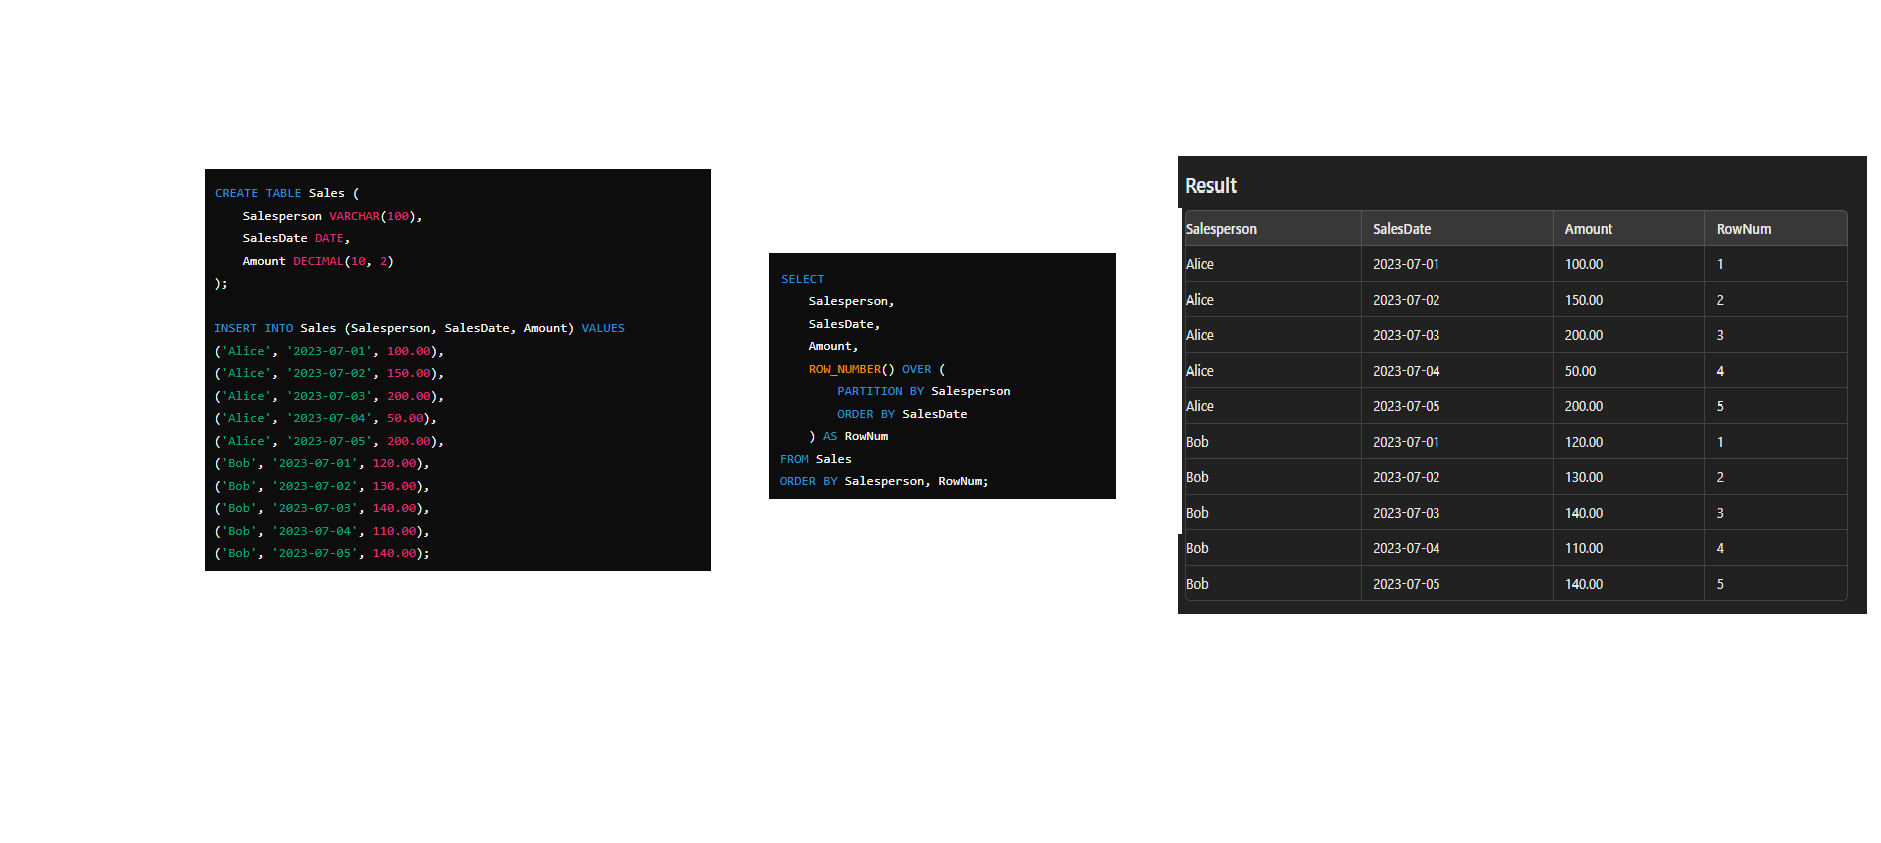 CREATE TABLE Sales (
    Salesperson VARCHAR(100),
    SalesDate DATE,
    Amount DECIMAL(10, 2)
);

INSERT INTO Sales (Salesperson, SalesDate, Amount) VALUES
('Alice', '2023-07-01', 100.00),
('Alice', '2023-07-02', 150.00),
('Alice', '2023-07-03', 200.00),
('Alice', '2023-07-04', 50.00),
('Alice', '2023-07-05', 200.00),
('Bob', '2023-07-01', 120.00),
('Bob', '2023-07-02', 130.00),
('Bob', '2023-07-03', 140.00),
('Bob', '2023-07-04', 110.00),
('Bob', '2023-07-05', 140.00);
SELECT
    Salesperson,
    SalesDate,
    Amount,
    ROW_NUMBER() OVER (
        PARTITION BY Salesperson
        ORDER BY SalesDate
    ) AS RowNum
FROM Sales
ORDER BY Salesperson, RowNum;
Result
Salesperson SalesDate Amount RowNum
Alice 2023-07-01 100.00 1
Alice 2023-07-02 150.00 2
Alice 2023-07-03 200.00 3
Alice 2023-07-04 50.00 4
Alice 2023-07-05 200.00 5
Bob 2023-07-01 120.00 1
Bob 2023-07-02 130.00 2
Bob 2023-07-03 140.00 3
Bob 2023-07-04 110.00 4
Bob 2023-07-05 140.00 5